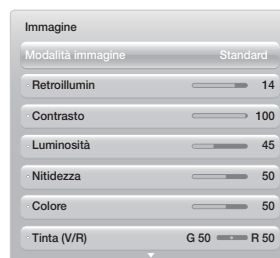 Immagine
Modalità immagine Standard
· Retroillumin 14
· Contrasto 100
· Luminosità 45
· Nitidezza 50
· Colore 50
· Tinta (V/R) G 50 R 50